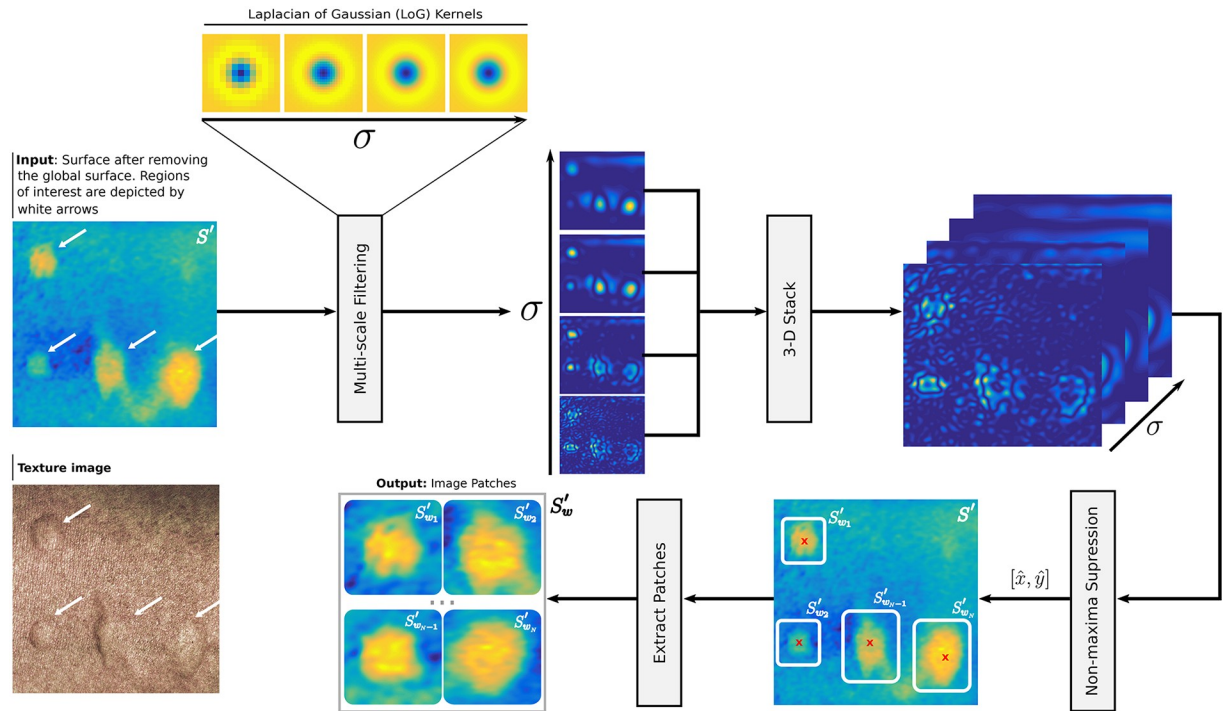 Laplacian of Gaussian (LoG) Kernels
σ
Input: Surface after removing
the global surface. Regions
of interest are depicted by
white arrows
S′
Multi-scale Filtering
σ
3-D Stack
σ
Texture image
Output: Image Patches
S′w
S′w1
S′w2
S′wN−1
S′wN
Extract Patches
S′
S′w1
S′w2
S′wN−1
S′wN
x
x
x
x
[x̂, ŷ]
Non-maxima Supression